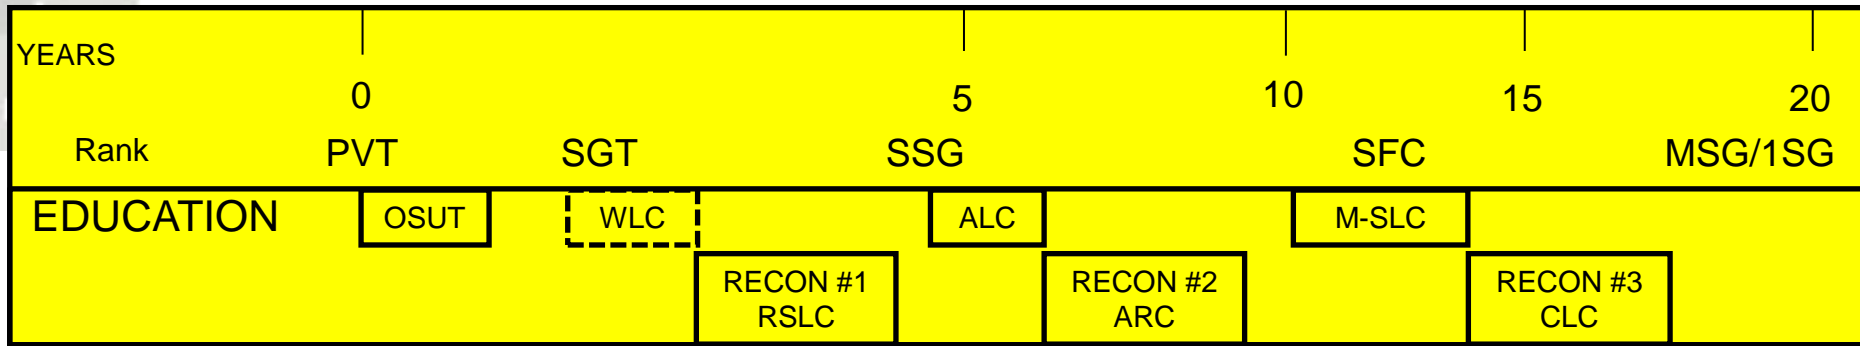 YEARS
0 5 10 15 20
Rank PVT SGT SSG SFC MSG/1SG
EDUCATION OSUT WLC ALC M-SLC
RECON #1 RECON #2 RECON #3
RSLC ARC CLC